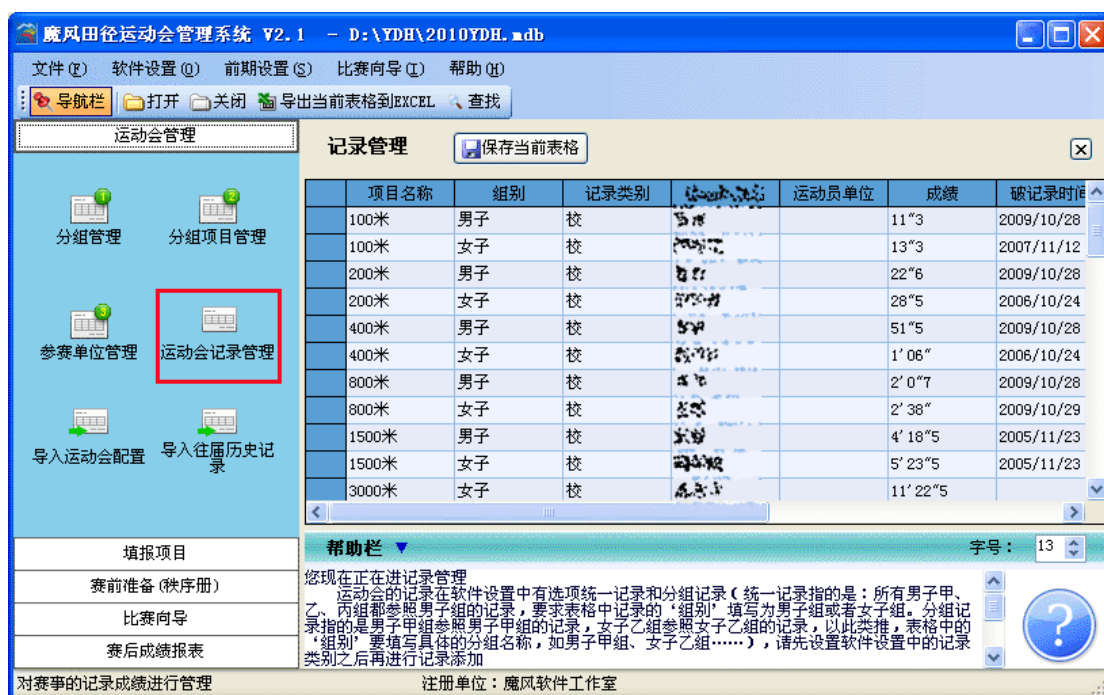 魔风田径运动会管理系统 V2.1 - D:\YDH\2010YDH.mdb
文件(F) 软件设置(O) 前期设置(S) 比赛向导(I) 帮助(H)
导航栏 打开 关闭 导出当前表格到EXCEL 查找
运动会管理
分组管理 分组项目管理
参赛单位管理 运动会记录管理
导入运动会配置 导入往届历史记录
填报项目
赛前准备(秩序册)
比赛向导
赛后成绩报表
记录管理 保存当前表格
项目名称 组别 记录类别 运动员单位 成绩 破记录时间
100米 男子 校 11"3 2009/10/28
100米 女子 校 13"3 2007/11/12
200米 男子 校 22"6 2009/10/28
200米 女子 校 28"5 2006/10/24
400米 男子 校 51"5 2009/10/28
400米 女子 校 1'06" 2006/10/24
800米 男子 校 2'0"7 2009/10/28
800米 女子 校 2'38" 2009/10/29
1500米 男子 校 4'18"5 2005/11/23
1500米 女子 校 5'23"5 2005/11/23
3000米 女子 校 11'22"5
帮助栏 ▼ 字号： 13
您现在正在进记录管理
运动会的记录在软件设置中有选项统一记录和分组记录(统一记录指的是：所有男子甲、
乙、丙组都参照男子组的记录，要求表格中记录的‘组别’填写为男子组或者女子组。分组记
录指的是男子甲组参照男子甲组的记录，女子乙组参照女子乙组的记录，以此类推，表格中的
‘组别’要填写具体的分组名称，如男子甲组、女子乙组……)，请先设置软件设置中的记录
类别之后再进行记录添加
对赛事的记录成绩进行管理 注册单位：魔风软件工作室